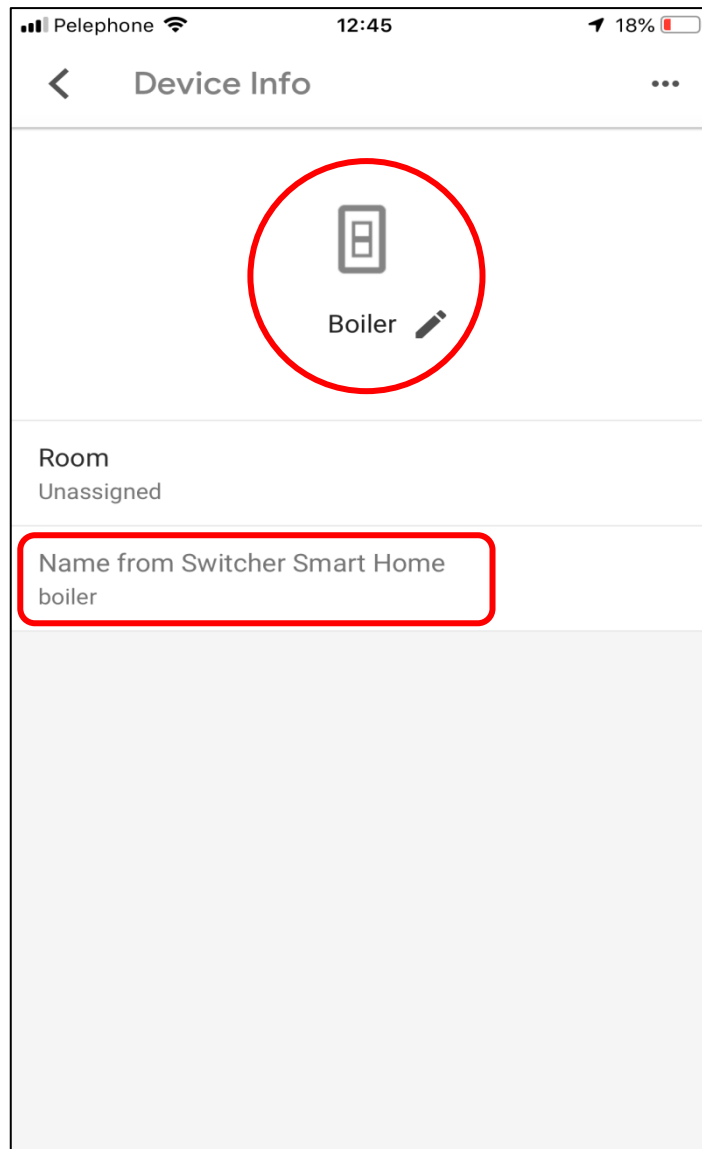 Pelephone 12:45 18%
Device Info
Boiler
Room
Unassigned
Name from Switcher Smart Home
boiler